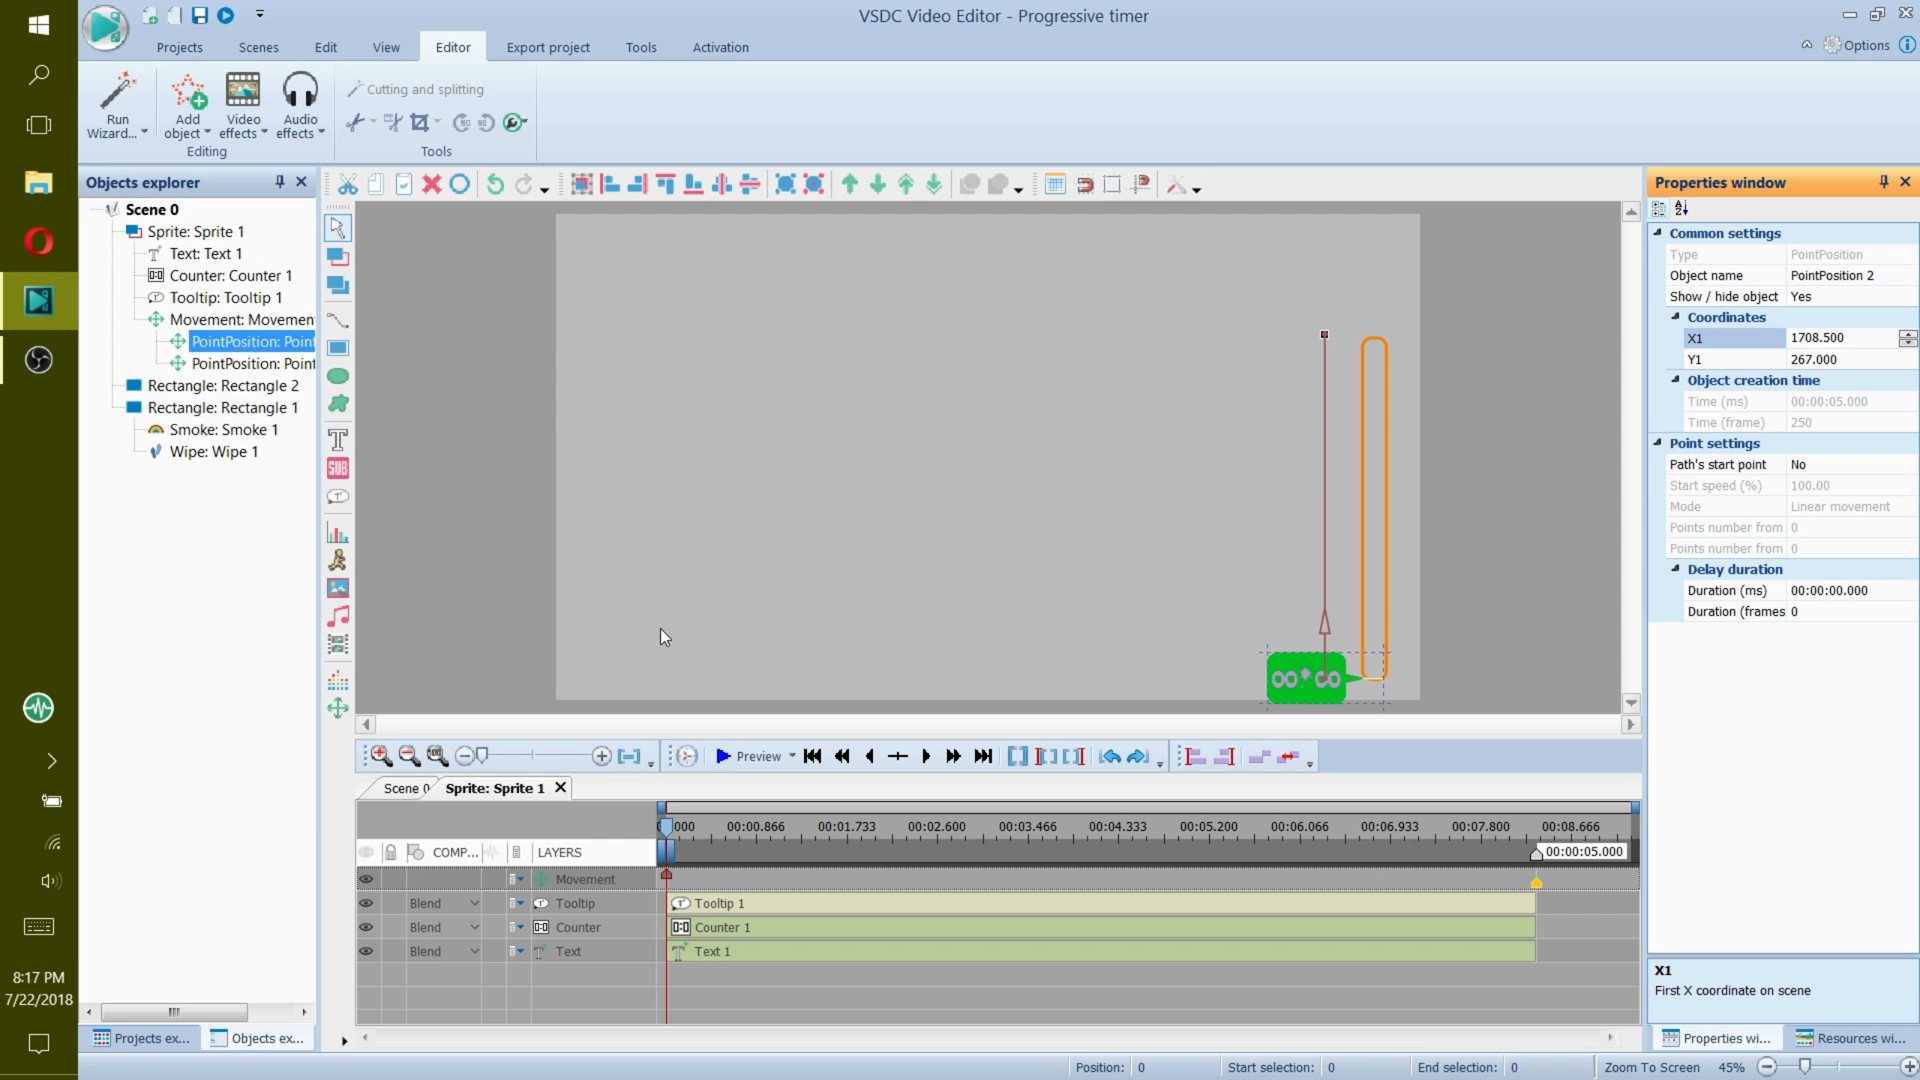 VSDC Video Editor - Progressive timer
Projects
Scenes
Edit
View
Editor
Export project
Tools
Activation
Options
Run
Wizard...
Add
object
Video
effects
Audio
effects
Editing
Cutting and splitting
Tools
Objects explorer
Scene 0
Sprite: Sprite 1
Text: Text 1
Counter: Counter 1
Tooltip: Tooltip 1
Movement: Movemen
PointPosition: Point
PointPosition: Point
Rectangle: Rectangle 2
Rectangle: Rectangle 1
Smoke: Smoke 1
Wipe: Wipe 1
Projects ex...
Objects ex...
SUB
Properties window
Common settings
Type PointPosition
Object name PointPosition 2
Show / hide object Yes
Coordinates
X1 1708.500
Y1 267.000
Object creation time
Time (ms) 00:00:05.000
Time (frame) 250
Point settings
Path's start point No
Start speed (%) 100.00
Mode Linear movement
Points number from 0
Points number from 0
Delay duration
Duration (ms) 00:00:00.000
Duration (frames 0
X1
First X coordinate on scene
Properties wi...
Resources wi...
Preview
Scene 0
Sprite: Sprite 1
000 00:00.866 00:01.733 00:02.600 00:03.466 00:04.333 00:05.200 00:06.066 00:06.933 00:07.800 00:08.666
COMP... LAYERS
00:00:05.000
Movement
Blend Tooltip Tooltip 1
Blend Counter Counter 1
Blend Text Text 1
Position: 0
Start selection: 0
End selection: 0
Zoom To Screen 45%
8:17 PM
7/22/2018